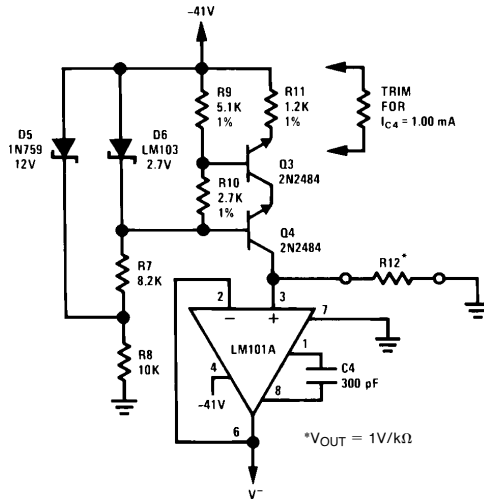 −41V
R9
5.1K
1%
R11
1.2K
1%
TRIM
FOR
IC4 = 1.00 mA
D5
1N759
12V
D6
LM103
2.7V
Q3
2N2484
R10
2.7K
1%
Q4
2N2484
R7
8.2K
R12*
2
3
7
−
+
R8
10K
LM101A
1
4
−41V
8
C4
300 pF
6
*VOUT = 1V/kΩ
V−